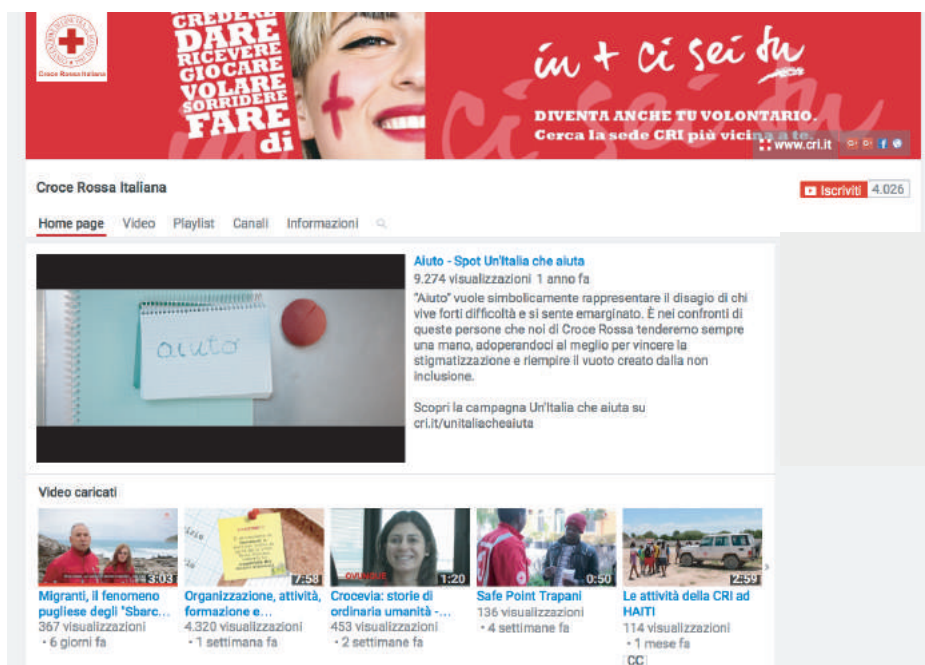 CREDERE
DARE
RICEVERE
GIOCARE
VOLARE
SORRIDERE
FARE
di
Croce Rossa Italiana
in + ci sei tu
in ci sei tu
DIVENTA ANCHE TU VOLONTARIO.
Cerca la sede CRI più vicina a te.
www.cri.it
Croce Rossa Italiana
Iscriviti 4.026
Home page Video Playlist Canali Informazioni
aiuto
Aiuto - Spot Un'Italia che aiuta
9.274 visualizzazioni 1 anno fa
"Aiuto" vuole simbolicamente rappresentare il disagio di chi
vive forti difficoltà e si sente emarginato. È nei confronti di
queste persone che noi di Croce Rossa tenderemo sempre
una mano, adoperandoci al meglio per vincere la
stigmatizzazione e riempire il vuoto creato dalla non
inclusione.
Scopri la campagna Un'Italia che aiuta su
cri.it/unitaliacheaiuta
Video caricati
3:03
Migranti, il fenomeno
pugliese degli "Sbarc...
367 visualizzazioni
• 6 giorni fa
7:58
Organizzazione, attività,
formazione e...
4.320 visualizzazioni
• 1 settimana fa
OVUNQUE
1:20
Crocevia: storie di
ordinaria umanità -...
453 visualizzazioni
• 2 settimane fa
0:50
Safe Point Trapani
136 visualizzazioni
• 4 settimane fa
2:59
Le attività della CRI ad
HAITI
114 visualizzazioni
• 1 mese fa
CC